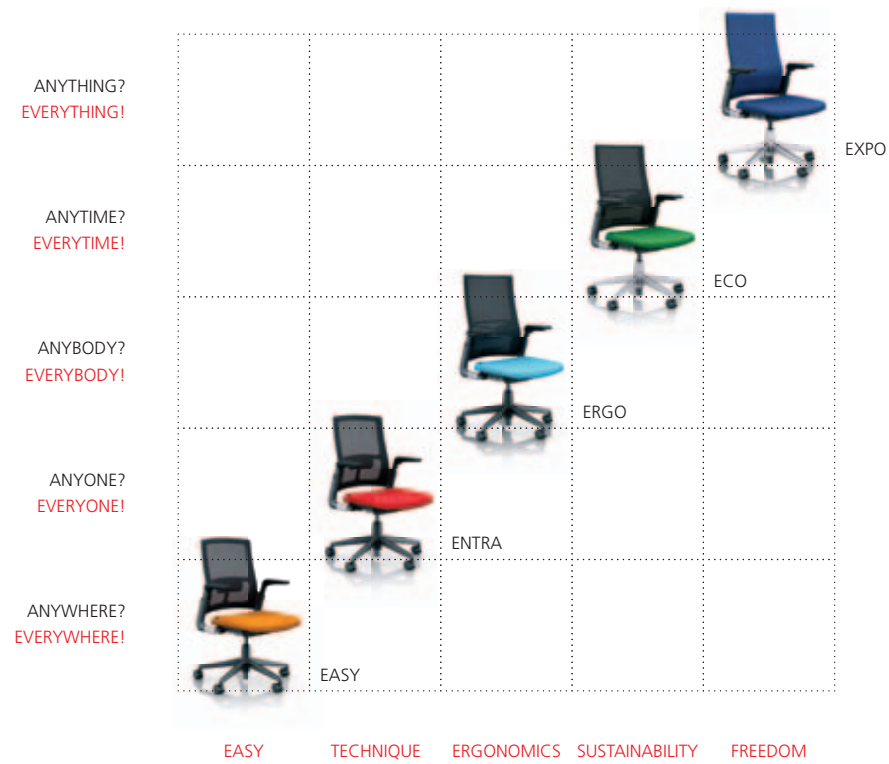 ANYTHING?
EVERYTHING!
EXPO
ANYTIME?
EVERYTIME!
ECO
ANYBODY?
EVERYBODY!
ERGO
ANYONE?
EVERYONE!
ENTRA
ANYWHERE?
EVERYWHERE!
EASY
EASY TECHNIQUE ERGONOMICS SUSTAINABILITY FREEDOM